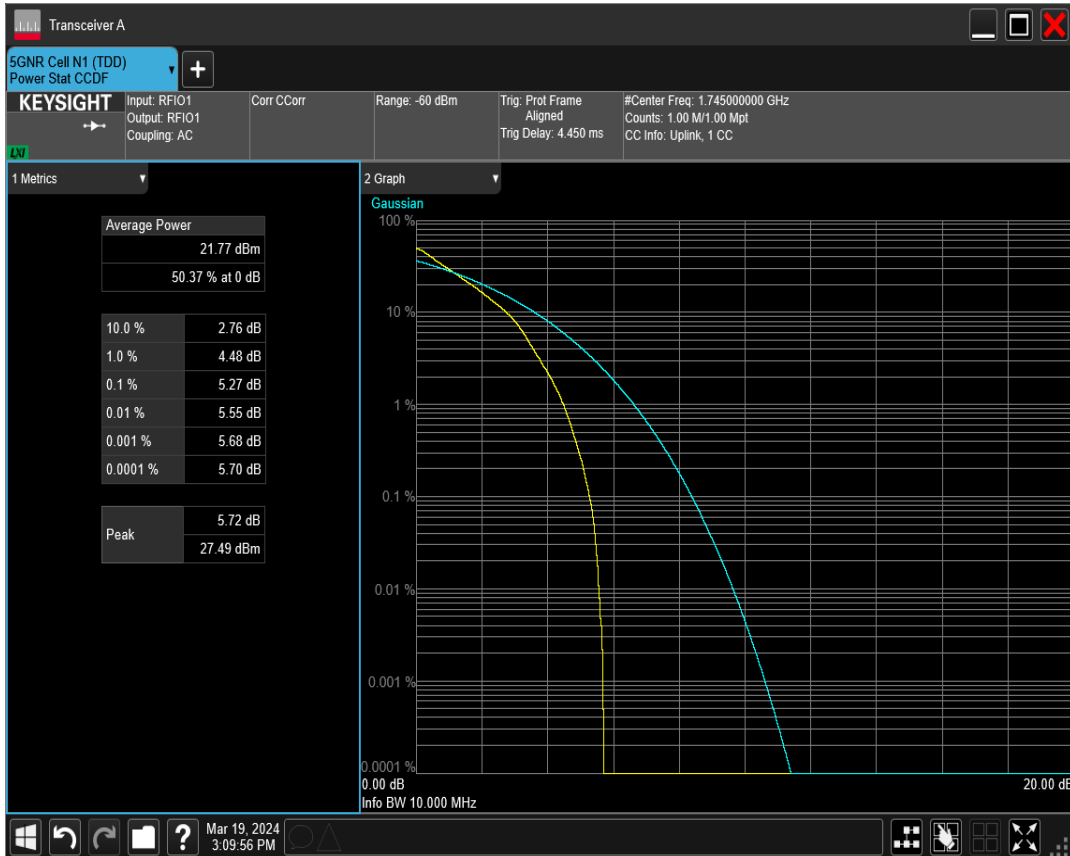 Transceiver A
5GNR Cell N1 (TDD)
Power Stat CCDF
+
KEYSIGHT
LXI
Input: RFIO1
Output: RFIO1
Coupling: AC
Corr CCorr
Range: -60 dBm
Trig: Prot Frame
Aligned
Trig Delay: 4.450 ms
#Center Freq: 1.745000000 GHz
Counts: 1.00 M/1.00 Mpt
CC Info: Uplink, 1 CC
1 Metrics
Average Power
21.77 dBm
50.37 % at 0 dB
10.0 % 2.76 dB
1.0 % 4.48 dB
0.1 % 5.27 dB
0.01 % 5.55 dB
0.001 % 5.68 dB
0.0001 % 5.70 dB
Peak
5.72 dB
27.49 dBm
2 Graph
Gaussian
100 %
10 %
1 %
0.1 %
0.01 %
0.001 %
0.0001 %
0.00 dB 20.00 dB
Info BW 10.000 MHz
?
Mar 19, 2024
3:09:56 PM